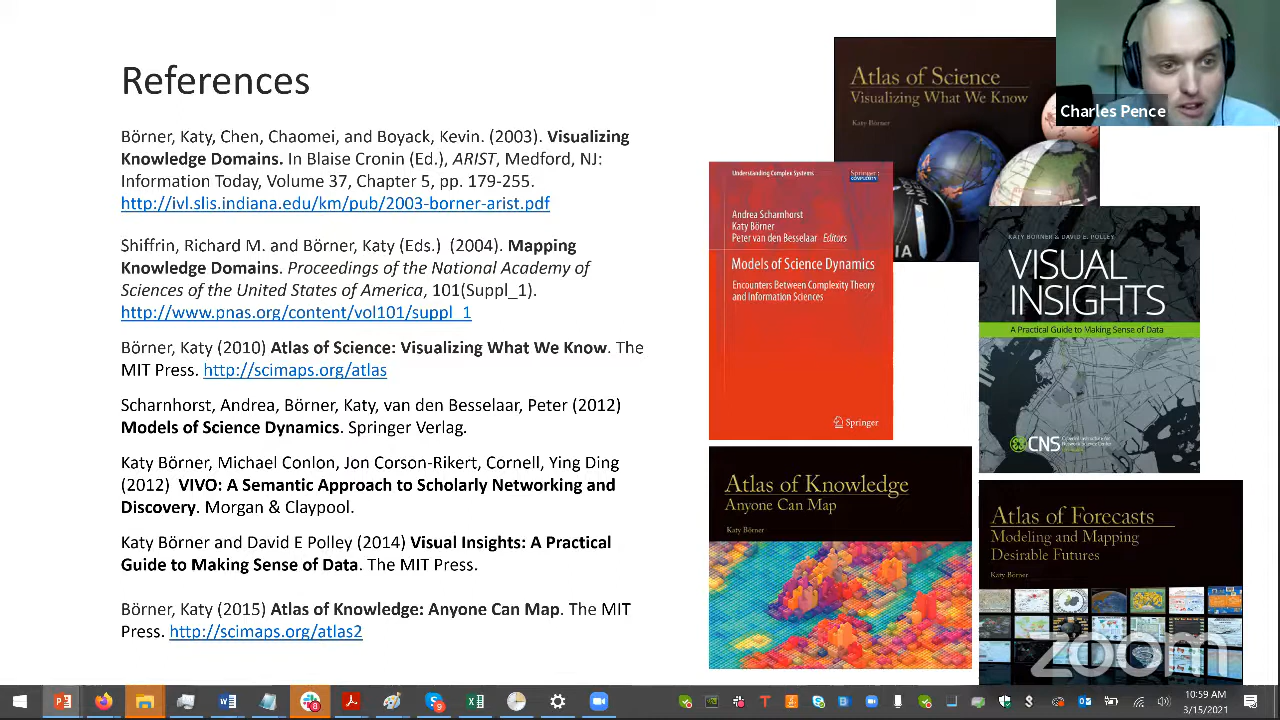 References
Börner, Katy, Chen, Chaomei, and Boyack, Kevin. (2003). Visualizing
Knowledge Domains. In Blaise Cronin (Ed.), ARIST, Medford, NJ:
Information Today, Volume 37, Chapter 5, pp. 179-255.
http://ivl.slis.indiana.edu/km/pub/2003-borner-arist.pdf
Shiffrin, Richard M. and Börner, Katy (Eds.) (2004). Mapping
Knowledge Domains. Proceedings of the National Academy of
Sciences of the United States of America, 101(Suppl_1).
http://www.pnas.org/content/vol101/suppl_1
Börner, Katy (2010) Atlas of Science: Visualizing What We Know. The
MIT Press. http://scimaps.org/atlas
Scharnhorst, Andrea, Börner, Katy, van den Besselaar, Peter (2012)
Models of Science Dynamics. Springer Verlag.
Katy Börner, Michael Conlon, Jon Corson-Rikert, Cornell, Ying Ding
(2012) VIVO: A Semantic Approach to Scholarly Networking and
Discovery. Morgan & Claypool.
Katy Börner and David E Polley (2014) Visual Insights: A Practical
Guide to Making Sense of Data. The MIT Press.
Börner, Katy (2015) Atlas of Knowledge: Anyone Can Map. The MIT
Press. http://scimaps.org/atlas2
Atlas of Science
Visualizing What We Know
Katy Börner
Charles Pence
Understanding Complex Systems
Springer
COMPLEXITY
Andrea Scharnhorst
Katy Börner
Peter van den Besselaar Editors
Models of Science Dynamics
Encounters Between Complexity Theory
and Information Sciences
Springer
KATY BÖRNER & DAVID E. POLLEY
VISUAL
INSIGHTS
A Practical Guide to Making Sense of Data
CNS
Atlas of Knowledge
Anyone Can Map
Katy Börner
Atlas of Forecasts
Modeling and Mapping
Desirable Futures
Katy Börner
zoom
10:59 AM
3/15/2021